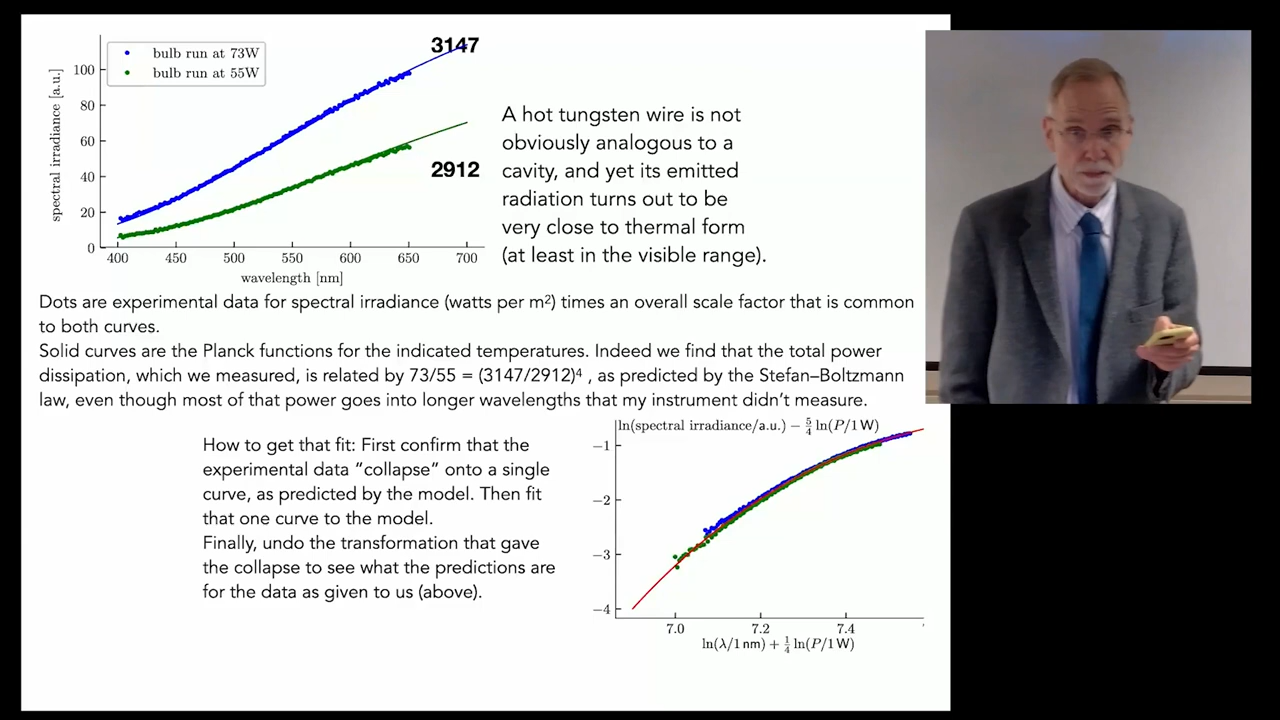 bulb run at 73W
bulb run at 55W
3147
2912
100
80
60
40
20
0
spectral irradiance [a.u.]
400 450 500 550 600 650 700
wavelength [nm]
A hot tungsten wire is not
obviously analogous to a
cavity, and yet its emitted
radiation turns out to be
very close to thermal form
(at least in the visible range).
Dots are experimental data for spectral irradiance (watts per m²) times an overall scale factor that is common
to both curves.
Solid curves are the Planck functions for the indicated temperatures. Indeed we find that the total power
dissipation, which we measured, is related by 73/55 = (3147/2912)⁴ , as predicted by the Stefan–Boltzmann
law, even though most of that power goes into longer wavelengths that my instrument didn't measure.
How to get that fit: First confirm that the
experimental data "collapse" onto a single
curve, as predicted by the model. Then fit
that one curve to the model.
Finally, undo the transformation that gave
the collapse to see what the predictions are
for the data as given to us (above).
ln(spectral irradiance/a.u.) − 5/4 ln(P/1 W)
−1
−2
−3
−4
7.0 7.2 7.4
ln(λ/1 nm) + 1/4 ln(P/1 W)